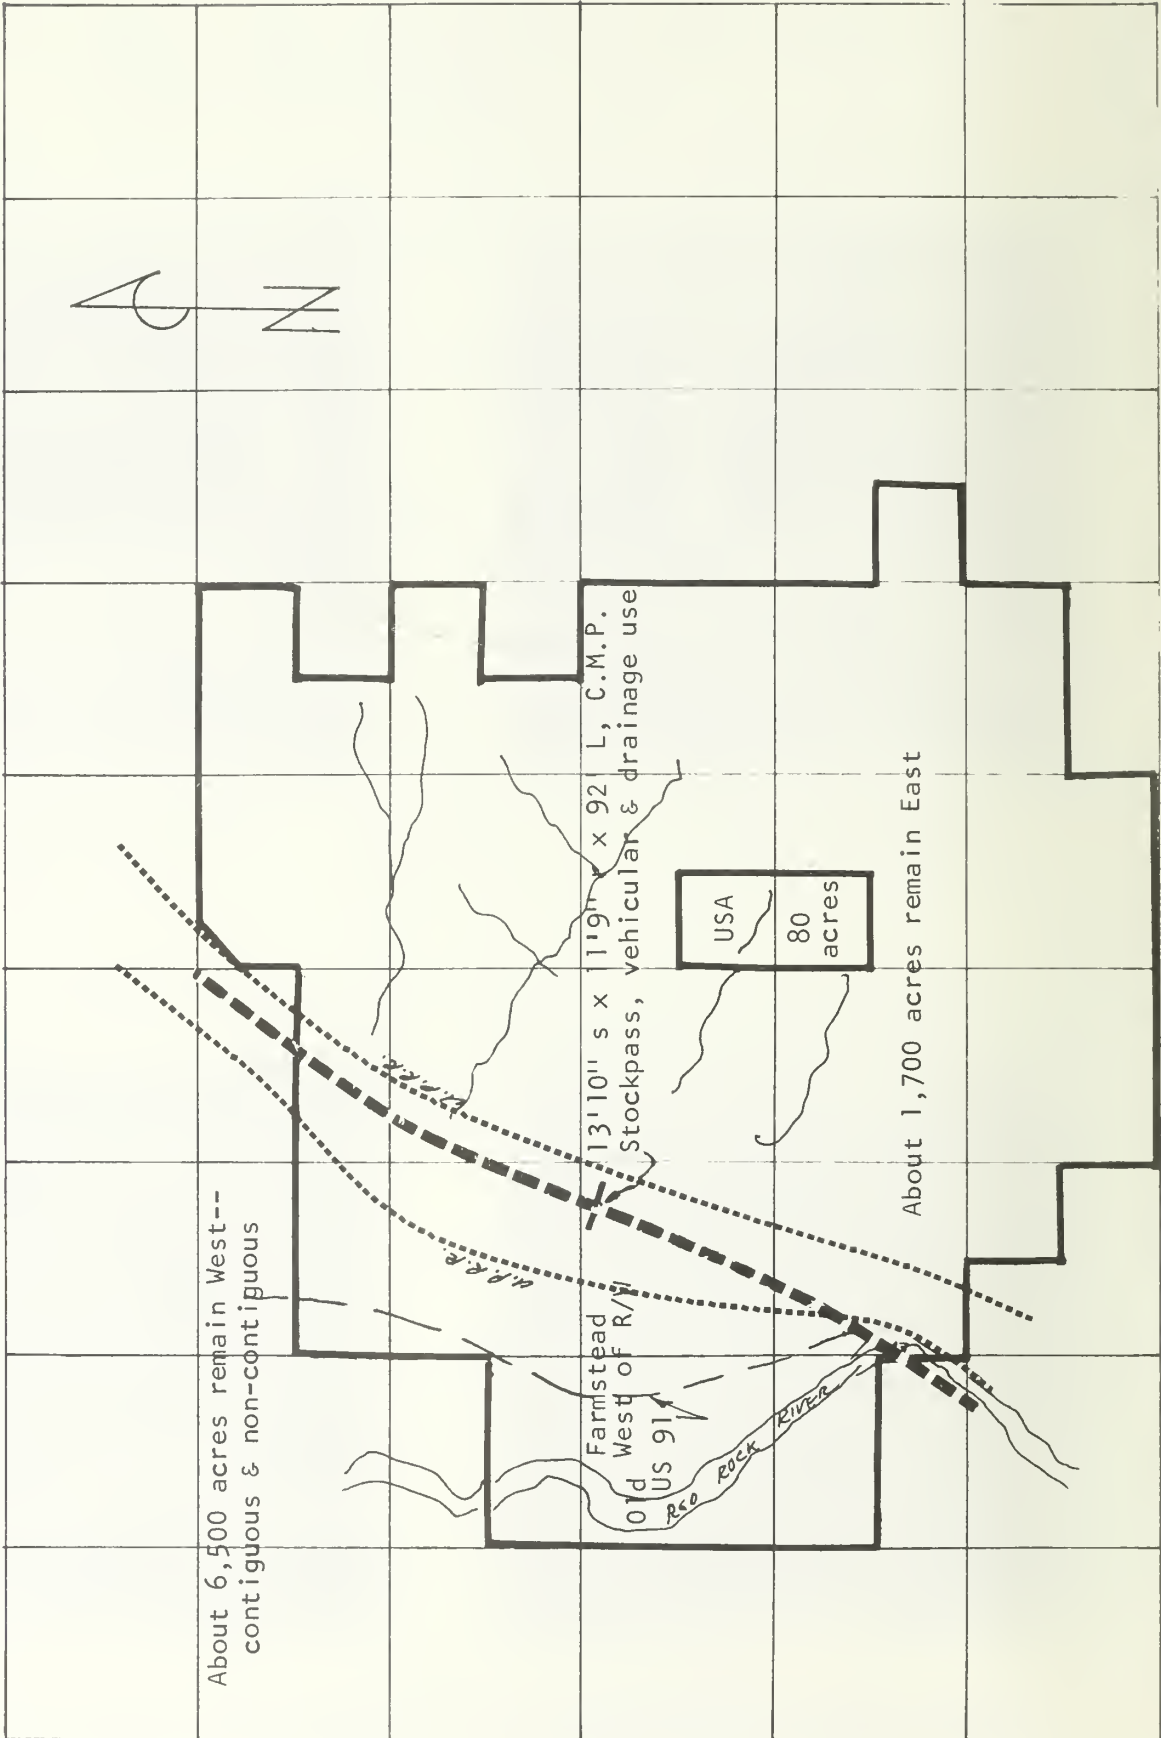 N
About 6,500 acres remain West--
contiguous & non-contiguous
U.P.R.R.
U.P.R.R.
13'10" s x 11'9" r x 92' L, C.M.P.
Stockpass, vehicular & drainage use
Farmstead
West of R/W
Old
US 91
RED ROCK RIVER
USA
80
acres
About 1,700 acres remain East